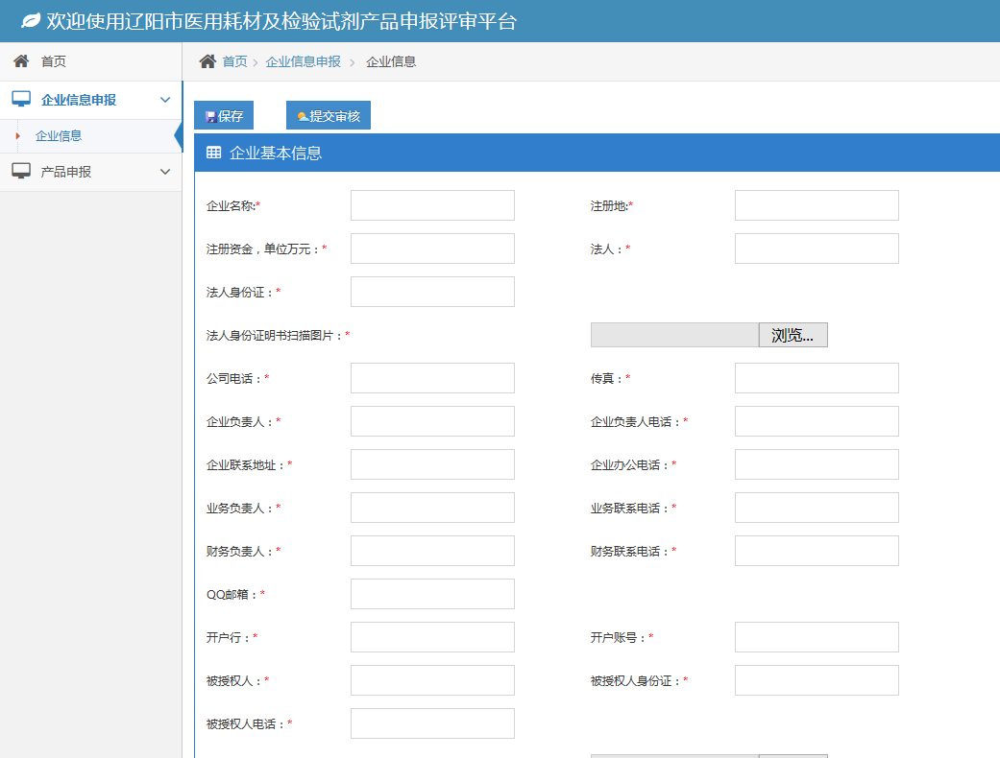 欢迎使用辽阳市医用耗材及检验试剂产品申报评审平台
首页
企业信息申报
企业信息
产品申报
首页 > 企业信息申报 > 企业信息
保存 提交审核
企业基本信息
企业名称:* 注册地:*
注册资金，单位万元：* 法人：*
法人身份证：*
法人身份证明书扫描图片：* 浏览...
公司电话：* 传真：*
企业负责人：* 企业负责人电话：*
企业联系地址：* 企业办公电话：*
业务负责人：* 业务联系电话：*
财务负责人：* 财务联系电话：*
QQ邮箱：*
开户行：* 开户账号：*
被授权人：* 被授权人身份证：*
被授权人电话：*